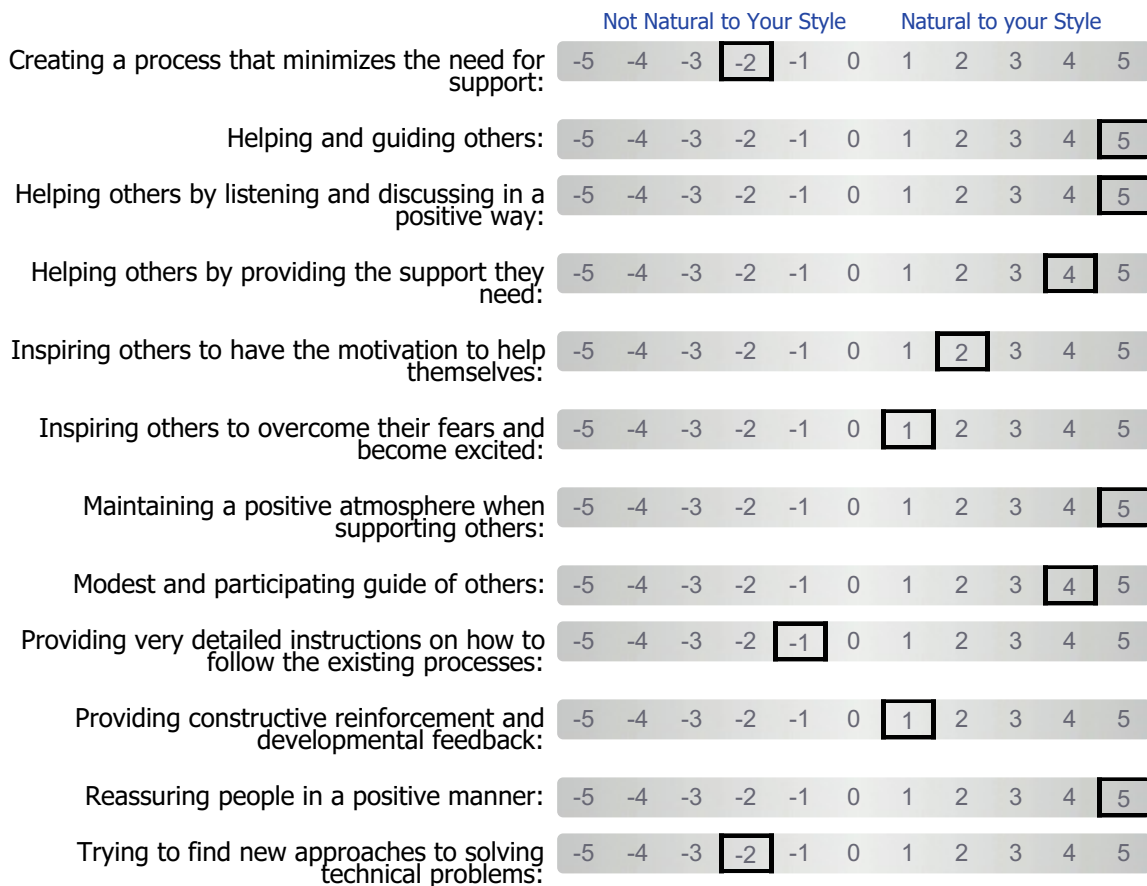 Not Natural to Your Style Natural to your Style
Creating a process that minimizes the need for
support:
-5 -4 -3 -2 -1 0 1 2 3 4 5
Helping and guiding others:
-5 -4 -3 -2 -1 0 1 2 3 4 5
Helping others by listening and discussing in a
positive way:
-5 -4 -3 -2 -1 0 1 2 3 4 5
Helping others by providing the support they
need:
-5 -4 -3 -2 -1 0 1 2 3 4 5
Inspiring others to have the motivation to help
themselves:
-5 -4 -3 -2 -1 0 1 2 3 4 5
Inspiring others to overcome their fears and
become excited:
-5 -4 -3 -2 -1 0 1 2 3 4 5
Maintaining a positive atmosphere when
supporting others:
-5 -4 -3 -2 -1 0 1 2 3 4 5
Modest and participating guide of others:
-5 -4 -3 -2 -1 0 1 2 3 4 5
Providing very detailed instructions on how to
follow the existing processes:
-5 -4 -3 -2 -1 0 1 2 3 4 5
Providing constructive reinforcement and
developmental feedback:
-5 -4 -3 -2 -1 0 1 2 3 4 5
Reassuring people in a positive manner:
-5 -4 -3 -2 -1 0 1 2 3 4 5
Trying to find new approaches to solving
technical problems:
-5 -4 -3 -2 -1 0 1 2 3 4 5